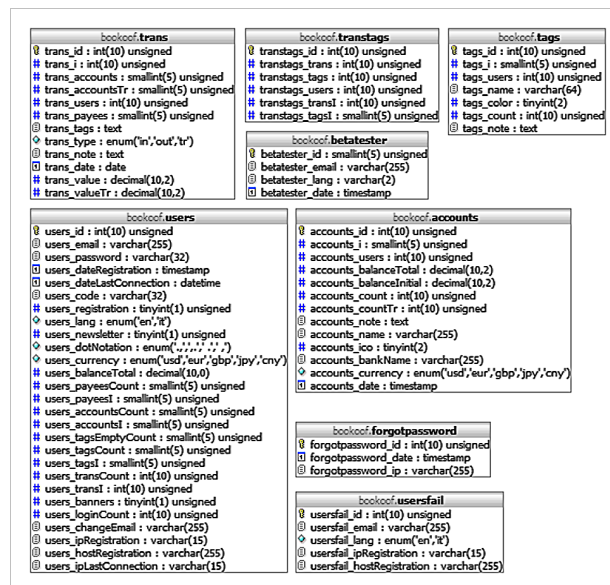 bookoof.trans
trans_id : int(10) unsigned
trans_i : int(10) unsigned
trans_accounts : smallint(5) unsigned
trans_accountsTr : smallint(5) unsigned
trans_users : int(10) unsigned
trans_payees : smallint(5) unsigned
trans_tags : text
trans_type : enum('in','out','tr')
trans_note : text
trans_date : date
trans_value : decimal(10,2)
trans_valueTr : decimal(10,2)
bookoof.transtags
transtags_id : int(10) unsigned
transtags_trans : int(10) unsigned
transtags_tags : int(10) unsigned
transtags_users : int(10) unsigned
transtags_transI : int(10) unsigned
transtags_tagsI : smallint(5) unsigned
bookoof.tags
tags_id : int(10) unsigned
tags_i : smallint(5) unsigned
tags_users : int(10) unsigned
tags_name : varchar(64)
tags_color : tinyint(2)
tags_count : int(10) unsigned
tags_note : text
bookoof.betatester
betatester_id : smallint(5) unsigned
betatester_email : varchar(255)
betatester_lang : varchar(2)
betatester_date : timestamp
bookoof.users
users_id : int(10) unsigned
users_email : varchar(255)
users_password : varchar(32)
users_dateRegistration : timestamp
users_dateLastConnection : datetime
users_code : varchar(32)
users_registration : tinyint(1) unsigned
users_lang : enum('en','it')
users_newsletter : tinyint(1) unsigned
users_dotNotation :
users_currency : enum('usd','eur','gbp','jpy','cny')
users_balanceTotal : decimal(10,0)
users_payeesCount : smallint(5) unsigned
users_payeesI : smallint(5) unsigned
users_accountsCount : smallint(5) unsigned
users_accountsI : smallint(5) unsigned
users_tagsEmptyCount : smallint(5) unsigned
users_tagsCount : smallint(5) unsigned
users_tagsI : smallint(5) unsigned
users_transCount : int(10) unsigned
users_transI : int(10) unsigned
users_banners : tinyint(1) unsigned
users_loginCount : int(10) unsigned
users_changeEmail : varchar(255)
users_ipRegistration : varchar(15)
users_hostRegistration : varchar(255)
users_ipLastConnection : varchar(15)
bookoof.accounts
accounts_id : int(10) unsigned
accounts_i : smallint(5) unsigned
accounts_users : int(10) unsigned
accounts_balanceTotal : decimal(10,2)
accounts_balanceInitial : decimal(10,2)
accounts_count : int(10) unsigned
accounts_countTr : int(10) unsigned
accounts_note : text
accounts_name : varchar(255)
accounts_ico : tinyint(2)
accounts_bankName : varchar(255)
accounts_currency : enum('usd','eur','gbp','jpy','cny')
accounts_date : timestamp
bookoof.forgotpassword
forgotpassword_id : int(10) unsigned
forgotpassword_date : timestamp
forgotpassword_ip : varchar(255)
bookoof.usersfail
usersfail_id : int(10) unsigned
usersfail_email : varchar(255)
usersfail_lang : enum('en','it')
usersfail_ipRegistration : varchar(15)
usersfail_hostRegistration : varchar(255)